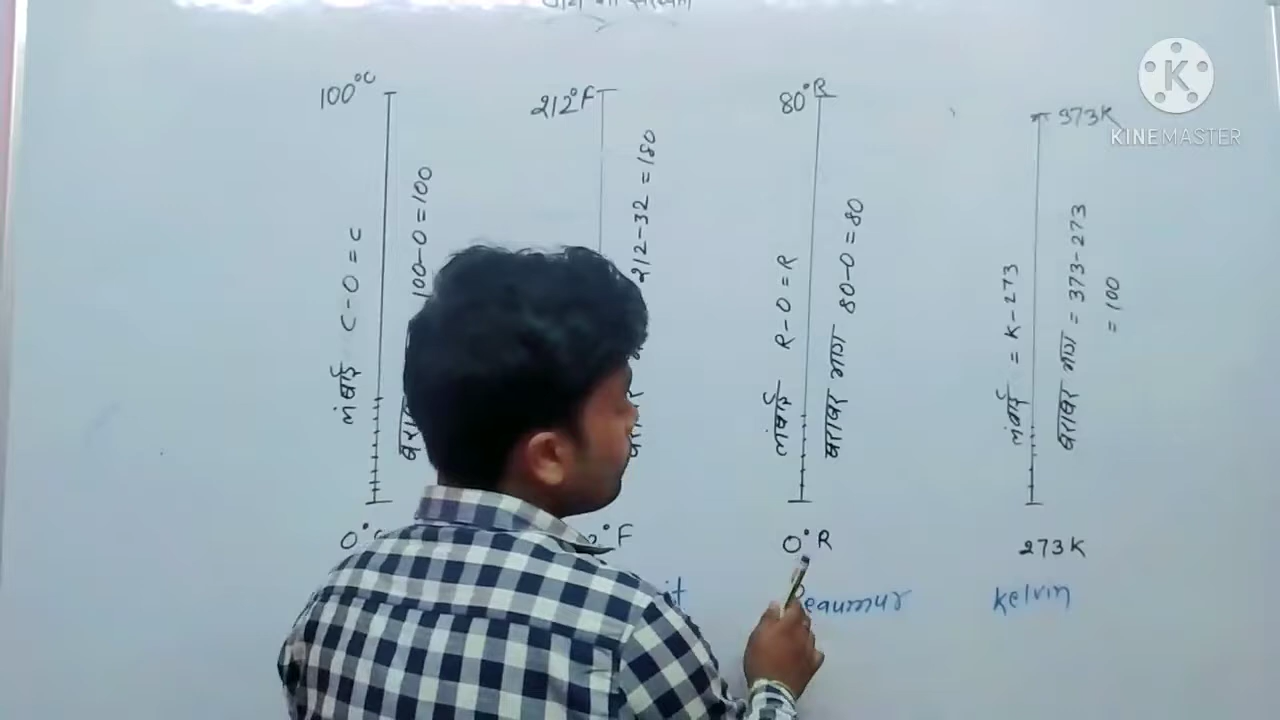 100°C
212°F
80°R
373K
KINEMASTER
लंबाई C-0=C
100-0=100
212-32=180
लंबाई R-0=R
बराबर भाग 80-0=80
लंबाई = K-273
बराबर भाग = 373-273
= 100
0°
°F
0°R
273K
Reaumur
Kelvin